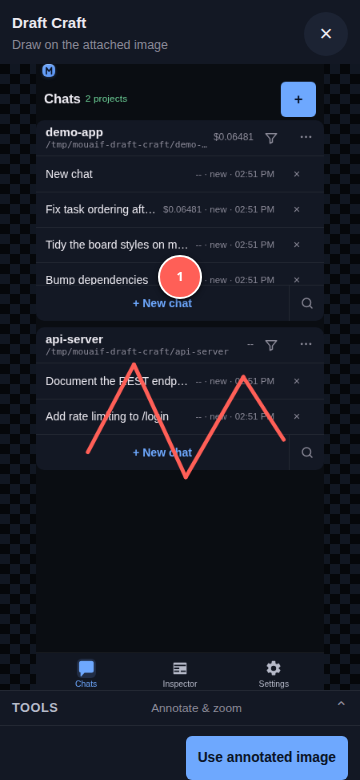 Draft Craft
Draw on the attached image
Chats 2 projects
+
demo-app $0.06481 ...
/tmp/mouaif-draft-craft/demo-…
New chat -- · new · 02:51 PM ×
Fix task ordering aft… $0.06481 · new · 02:51 PM ×
Tidy the board styles on m… -- · new · 02:51 PM ×
Bump dependencies -- · new · 02:51 PM ×
1
+ New chat
api-server -- ...
/tmp/mouaif-draft-craft/api-server
Document the REST endp… -- · new · 02:51 PM ×
Add rate limiting to /login -- · new · 02:51 PM ×
+ New chat
Chats Inspector Settings
TOOLS Annotate & zoom
Use annotated image